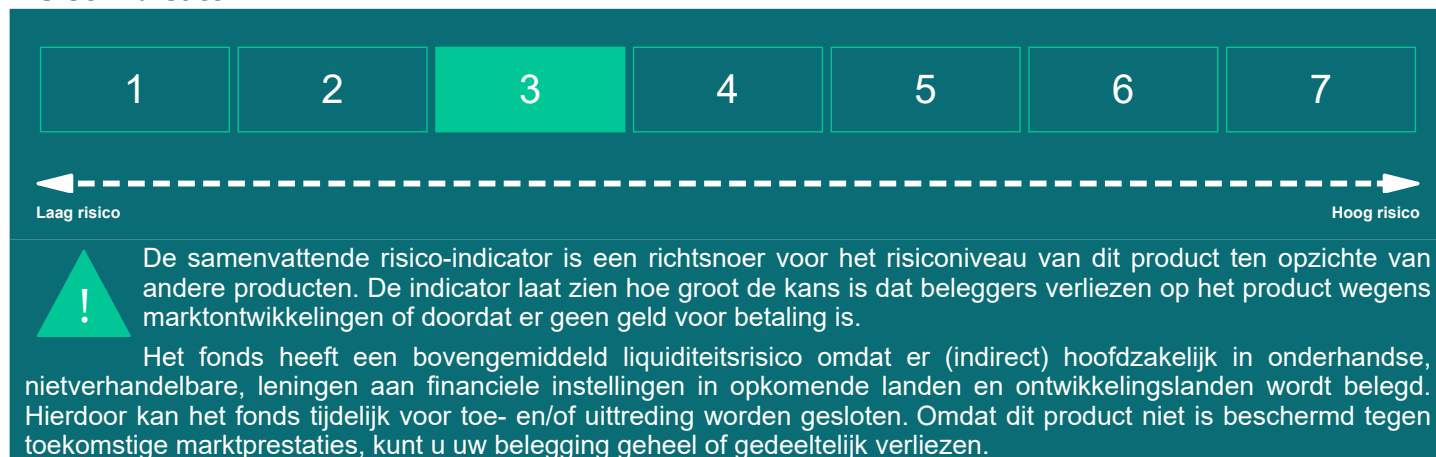 1 2 3 4 5 6 7
Laag risico Hoog risico
De samenvattende risico-indicator is een richtsnoer voor het risiconiveau van dit product ten opzichte van
andere producten. De indicator laat zien hoe groot de kans is dat beleggers verliezen op het product wegens
! marktontwikkelingen of doordat er geen geld voor betaling is.
Het fonds heeft een bovengemiddeld liquiditeitsrisico omdat er (indirect) hoofdzakelijk in onderhandse,
nietverhandelbare, leningen aan financiele instellingen in opkomende landen en ontwikkelingslanden wordt belegd.
Hierdoor kan het fonds tijdelijk voor toe- en/of uittreding worden gesloten. Omdat dit product niet is beschermd tegen
toekomstige marktprestaties, kunt u uw belegging geheel of gedeeltelijk verliezen.